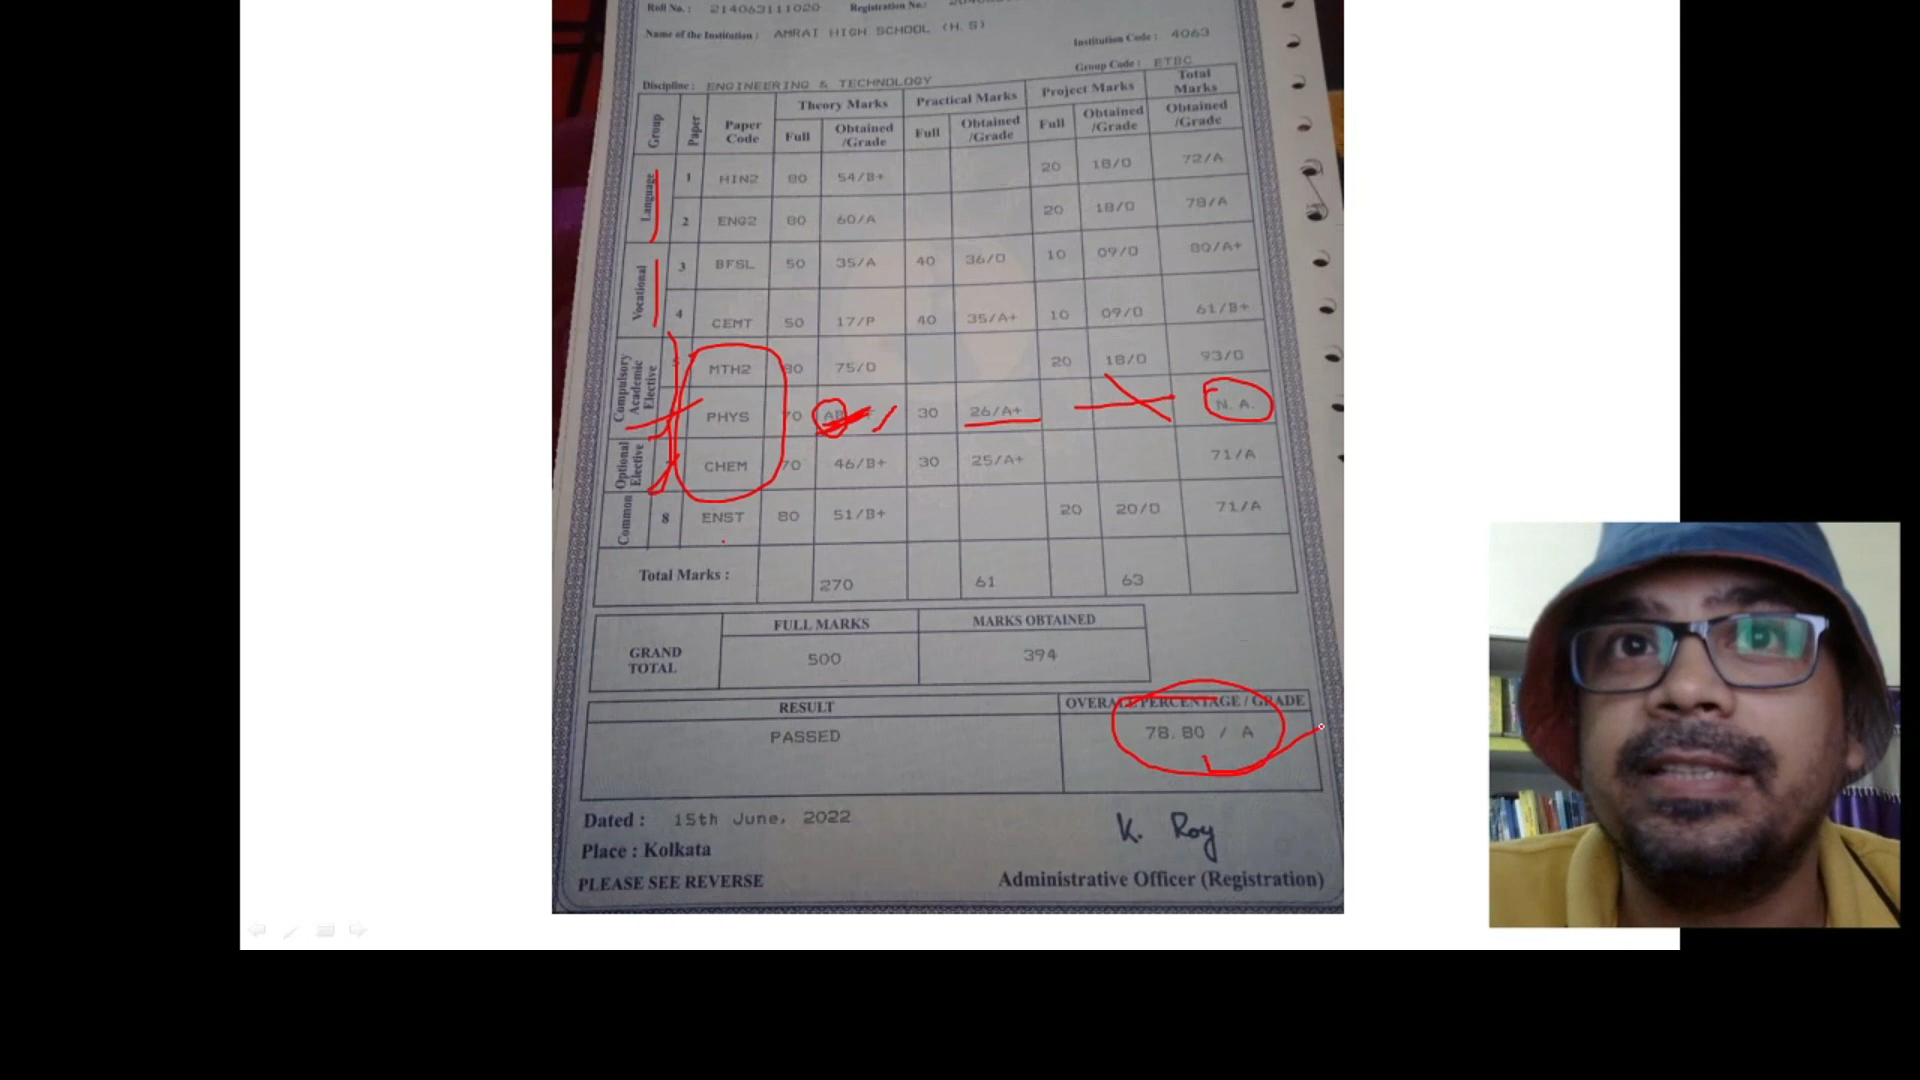 Roll No. : 214063111020 Registration No.:
Name of the Institution : AMRAI HIGH SCHOOL (H.S)
Institution Code : 4063
Group Code : ETBC
Discipline : ENGINEERING & TECHNOLOGY
Group Paper Paper Code Theory Marks Practical Marks Project Marks Total Marks
Full Obtained /Grade Full Obtained /Grade Full Obtained /Grade Obtained /Grade
Language 1 HIN2 80 54/B+ 20 18/O 72/A
2 ENG2 80 60/A 20 18/O 78/A
Vocational 3 BFSL 50 35/A 40 36/O 10 09/O 80/A+
4 CEMT 50 17/P 40 35/A+ 10 09/O 61/B+
Compulsory Academic Elective MTH2 80 75/O 20 18/O 93/O
PHYS 70 AB 30 26/A+ N.A.
Optional Elective CHEM 70 46/B+ 30 25/A+ 71/A
Common 8 ENST 80 51/B+ 20 20/O 71/A
Total Marks : 270 61 63
GRAND TOTAL FULL MARKS MARKS OBTAINED
500 394
RESULT OVERALL PERCENTAGE / GRADE
PASSED 78.80 / A
Dated : 15th June, 2022
K. Roy
Place : Kolkata
PLEASE SEE REVERSE Administrative Officer (Registration)